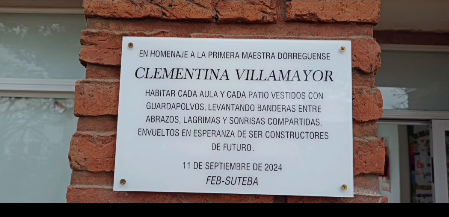 EN HOMENAJE A LA PRIMERA MAESTRA DORREGUENSE
CLEMENTINA VILLAMAYOR
HABITAR CADA AULA Y CADA PATIO VESTIDOS CON
GUARDAPOLVOS, LEVANTANDO BANDERAS ENTRE
ABRAZOS, LAGRIMAS Y SONRISAS COMPARTIDAS,
ENVUELTOS EN ESPERANZA DE SER CONSTRUCTORES
DE FUTURO.
11 DE SEPTIEMBRE DE 2024
FEB-SUTEBA